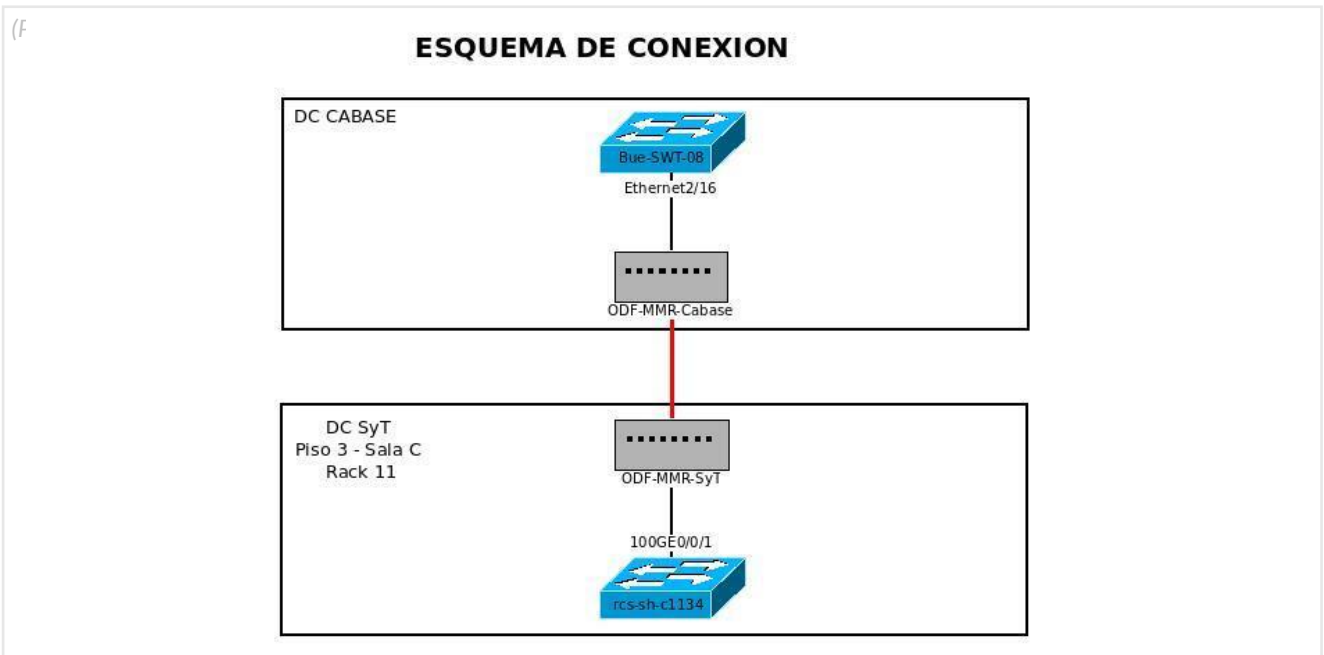 ESQUEMA DE CONEXION
DC CABASE
Bue-SWT-08
Ethernet2/16
ODF-MMR-Cabase
DC SyT
Piso 3 - Sala C
Rack 11
ODF-MMR-SyT
100GE0/0/1
rcs-sh-c1134